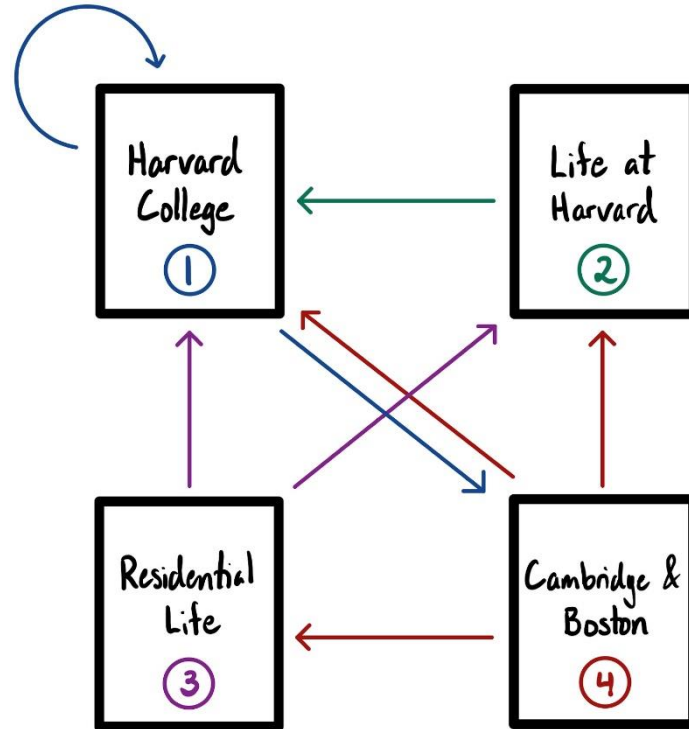 Harvard
College
1
Life at
Harvard
2
Residential
Life
3
Cambridge &
Boston
4